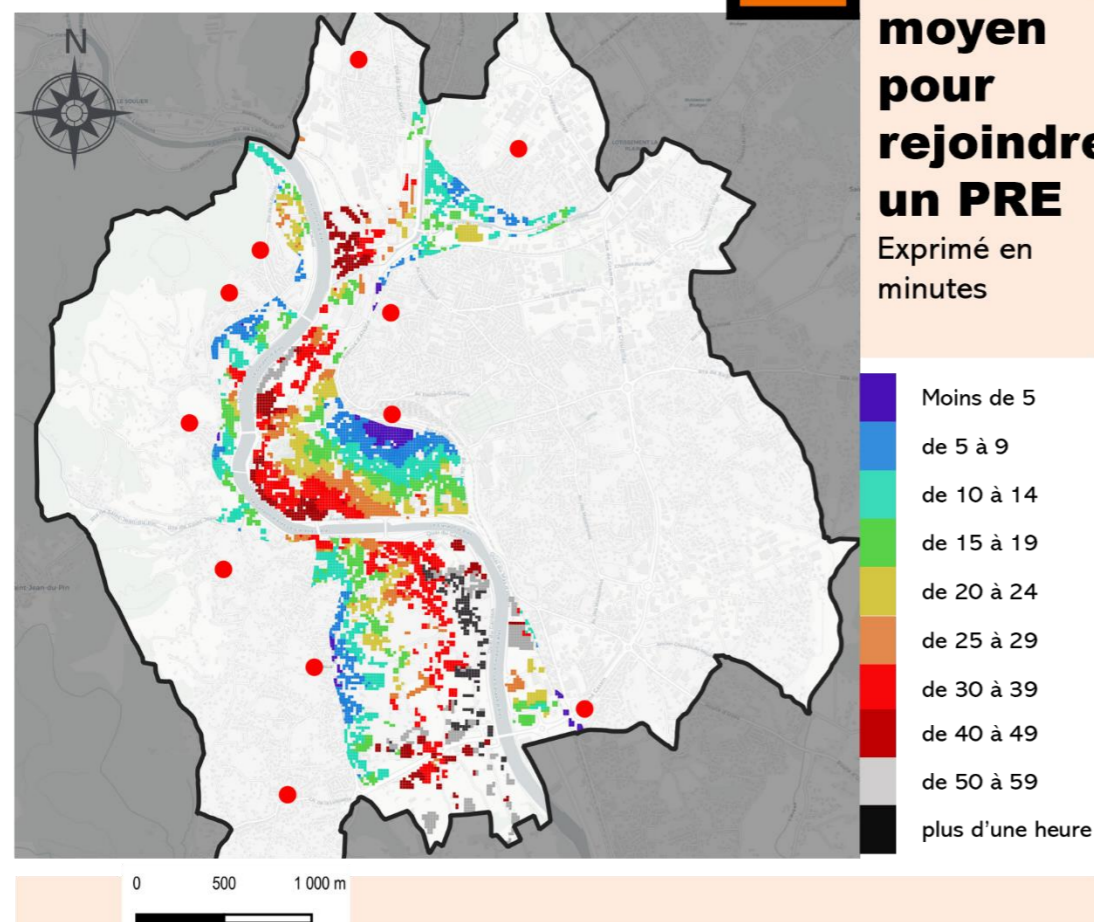 moyen
pour
rejoindre
un PRE
Exprimé en
minutes
N
Moins de 5
de 5 à 9
de 10 à 14
de 15 à 19
de 20 à 24
de 25 à 29
de 30 à 39
de 40 à 49
de 50 à 59
plus d'une heure
0 500 1 000 m